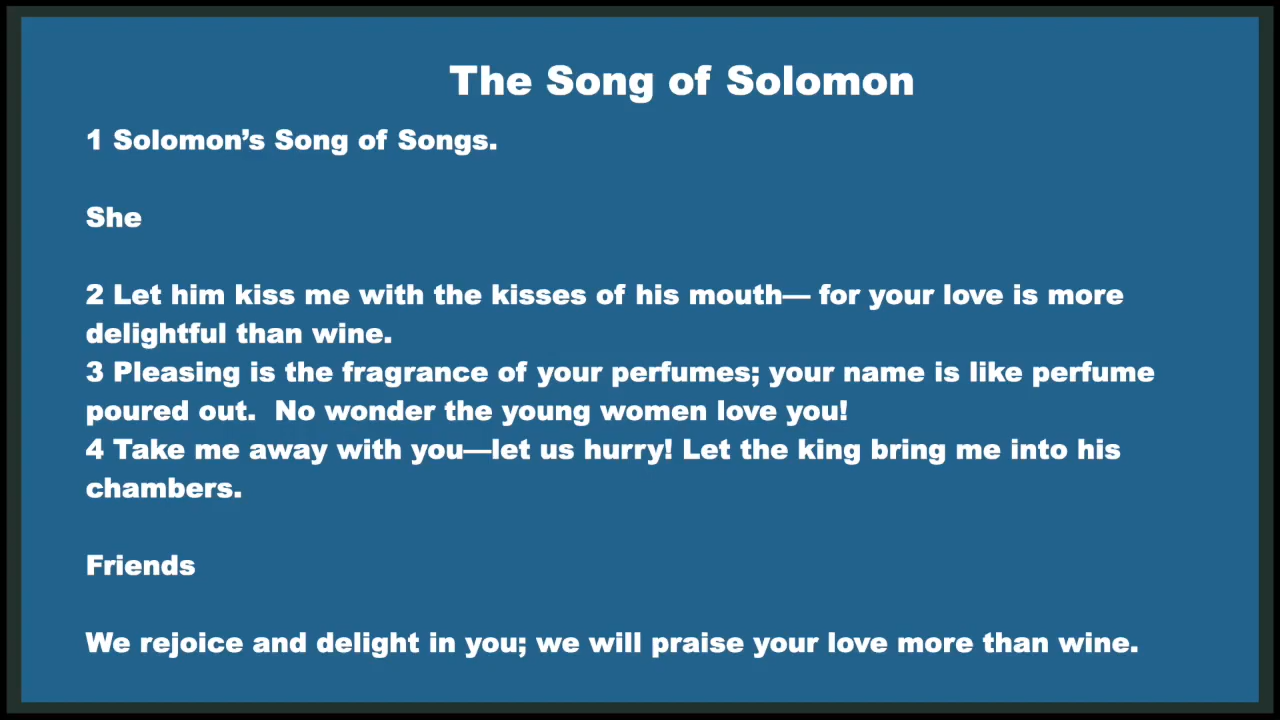 The Song of Solomon
1 Solomon’s Song of Songs.
She
2 Let him kiss me with the kisses of his mouth— for your love is more
delightful than wine.
3 Pleasing is the fragrance of your perfumes; your name is like perfume
poured out.  No wonder the young women love you!
4 Take me away with you—let us hurry! Let the king bring me into his
chambers.
Friends
We rejoice and delight in you; we will praise your love more than wine.